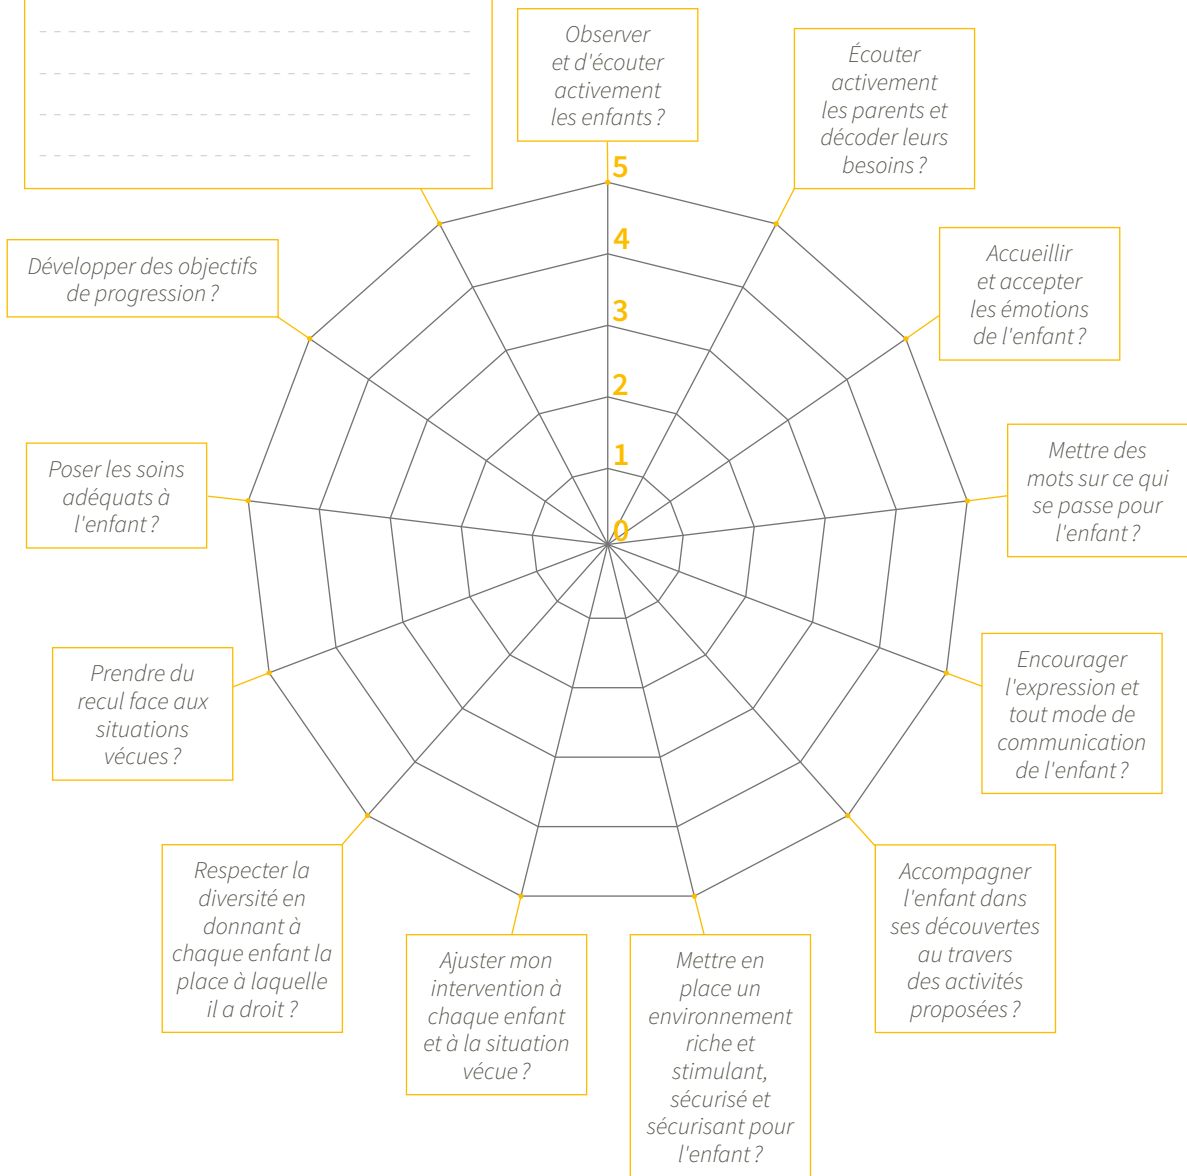 Observer
et d'écouter
activement
les enfants ?
Écouter
activement
les parents et
décoder leurs
besoins ?
Accueillir
et accepter
les émotions
de l'enfant ?
Mettre des
mots sur ce qui
se passe pour
l'enfant ?
Encourager
l'expression et
tout mode de
communication
de l'enfant ?
Accompagner
l'enfant dans
ses découvertes
au travers
des activités
proposées ?
Mettre en
place un
environnement
riche et
stimulant,
sécurisé et
sécurisant pour
l'enfant ?
Ajuster mon
intervention à
chaque enfant
et à la situation
vécue ?
Respecter la
diversité en
donnant à
chaque enfant la
place à laquelle
il a droit ?
Prendre du
recul face aux
situations
vécues ?
Poser les soins
adéquats à
l'enfant ?
Développer des objectifs
de progression ?
5
4
3
2
1
0